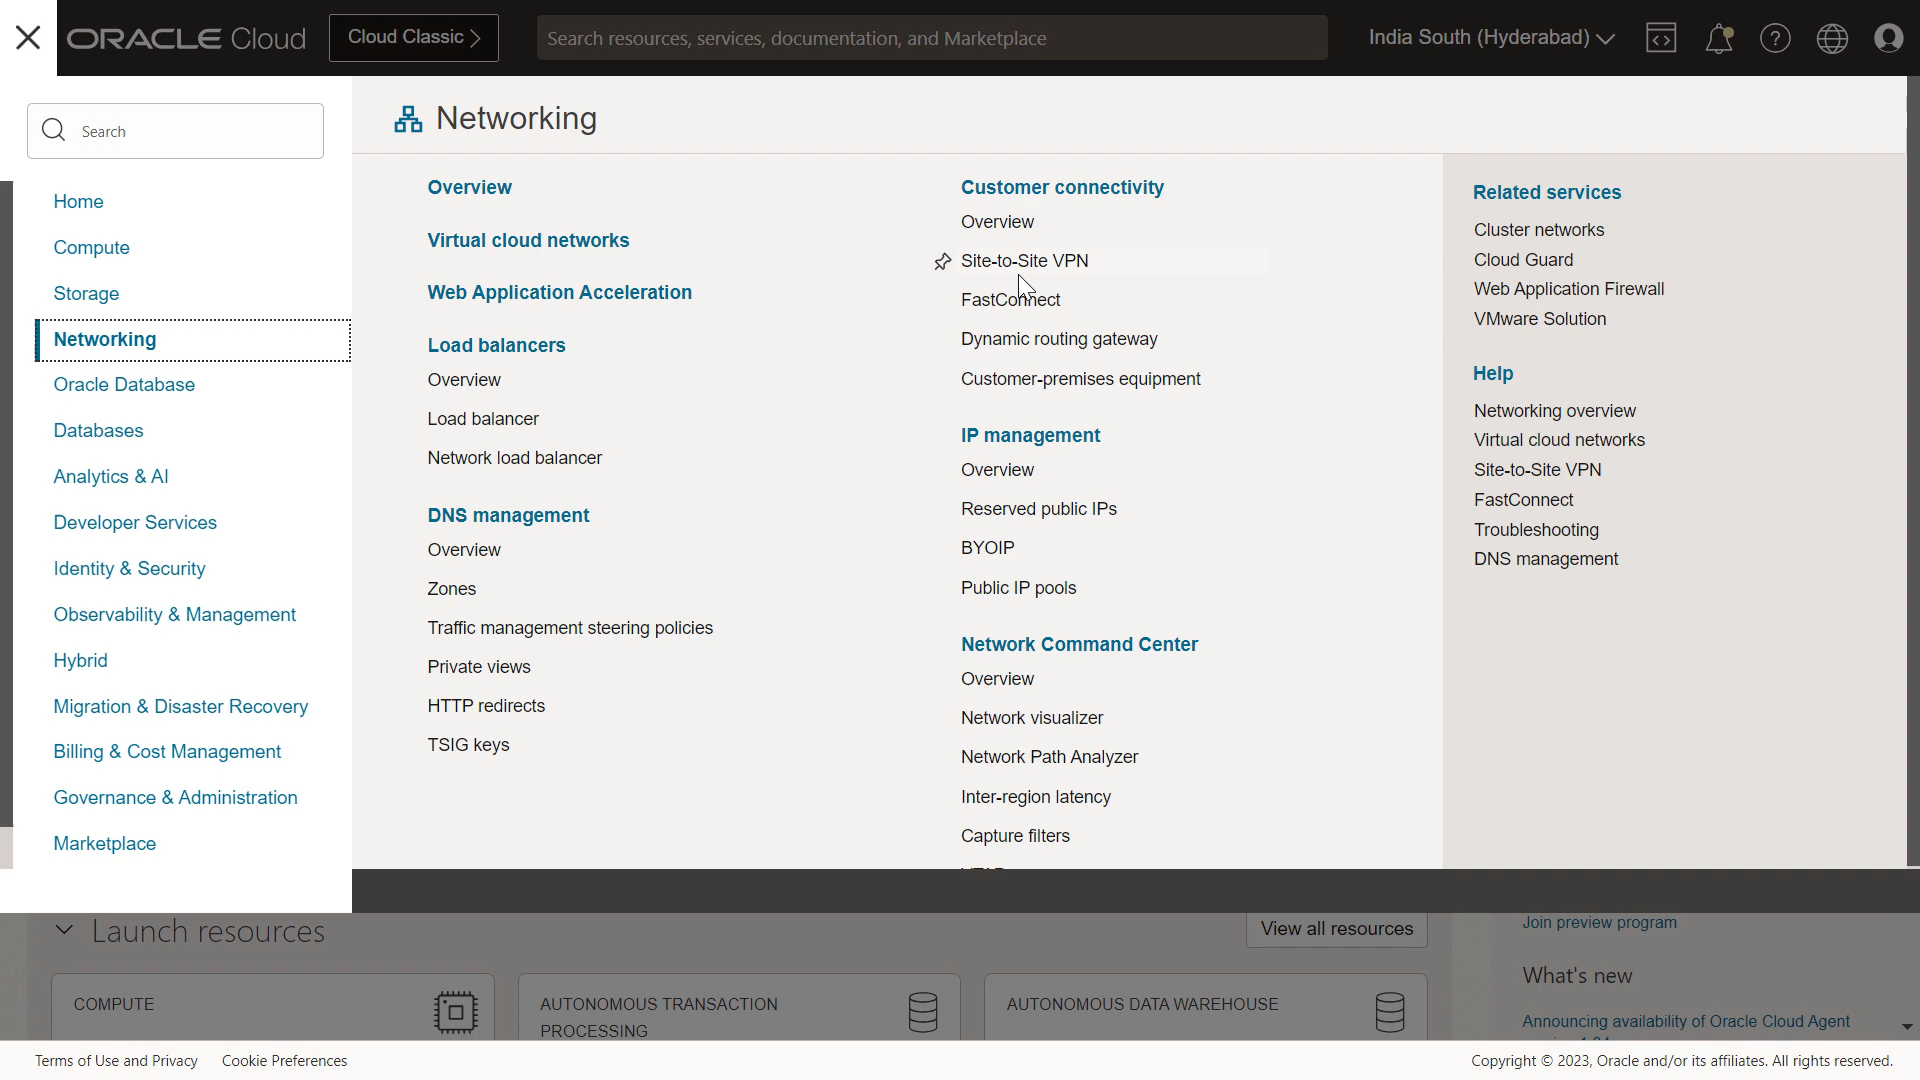 ORACLE Cloud
Cloud Classic
Search resources, services, documentation, and Marketplace
India South (Hyderabad)
Search
Home
Compute
Storage
Networking
Oracle Database
Databases
Analytics & AI
Developer Services
Identity & Security
Observability & Management
Hybrid
Migration & Disaster Recovery
Billing & Cost Management
Governance & Administration
Marketplace
Networking
Overview
Virtual cloud networks
Web Application Acceleration
Load balancers
Overview
Load balancer
Network load balancer
DNS management
Overview
Zones
Traffic management steering policies
Private views
HTTP redirects
TSIG keys
Customer connectivity
Overview
Site-to-Site VPN
FastConnect
Dynamic routing gateway
Customer-premises equipment
IP management
Overview
Reserved public IPs
BYOIP
Public IP pools
Network Command Center
Overview
Network visualizer
Network Path Analyzer
Inter-region latency
Capture filters
Related services
Cluster networks
Cloud Guard
Web Application Firewall
VMware Solution
Help
Networking overview
Virtual cloud networks
Site-to-Site VPN
FastConnect
Troubleshooting
DNS management
Launch resources
View all resources
COMPUTE
AUTONOMOUS TRANSACTION
PROCESSING
AUTONOMOUS DATA WAREHOUSE
Join preview program
What's new
Announcing availability of Oracle Cloud Agent
Terms of Use and Privacy
Cookie Preferences
Copyright © 2023, Oracle and/or its affiliates. All rights reserved.